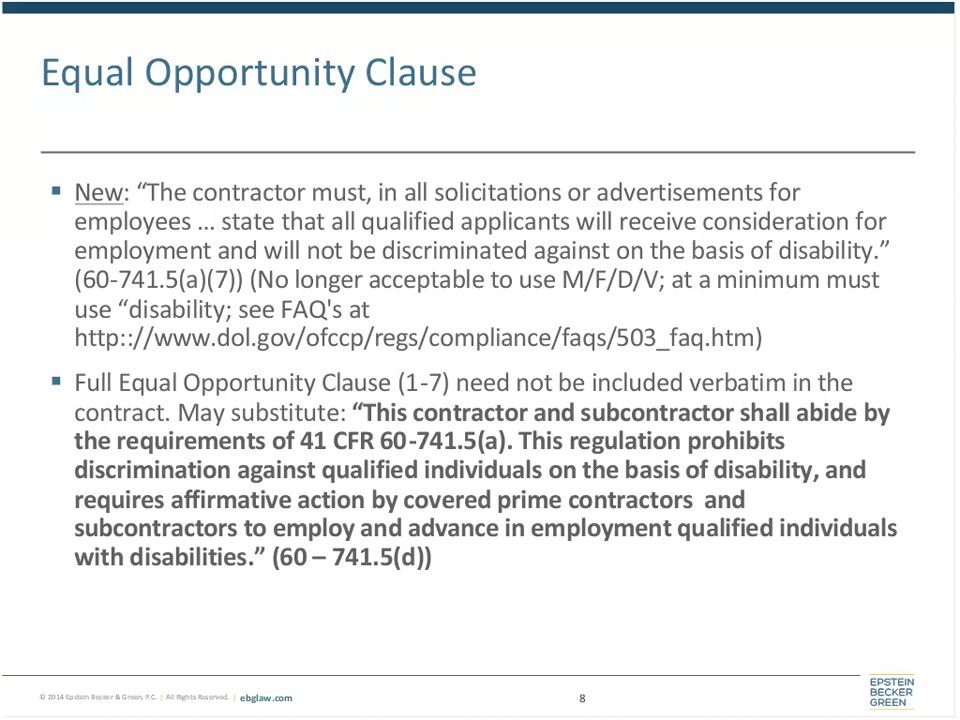 Equal Opportunity Clause
▪ New: “The contractor must, in all solicitations or advertisements for
employees … state that all qualified applicants will receive consideration for
employment and will not be discriminated against on the basis of disability.”
(60-741.5(a)(7)) (No longer acceptable to use M/F/D/V; at a minimum must
use “disability; see FAQ's at
http:://www.dol.gov/ofccp/regs/compliance/faqs/503_faq.htm)
▪ Full Equal Opportunity Clause (1-7) need not be included verbatim in the
contract. May substitute: “This contractor and subcontractor shall abide by
the requirements of 41 CFR 60-741.5(a). This regulation prohibits
discrimination against qualified individuals on the basis of disability, and
requires affirmative action by covered prime contractors  and
subcontractors to employ and advance in employment qualified individuals
with disabilities.” (60 – 741.5(d))
© 2014 Epstein Becker & Green, P.C. | All Rights Reserved. | ebglaw.com
8
EPSTEIN
BECKER
GREEN